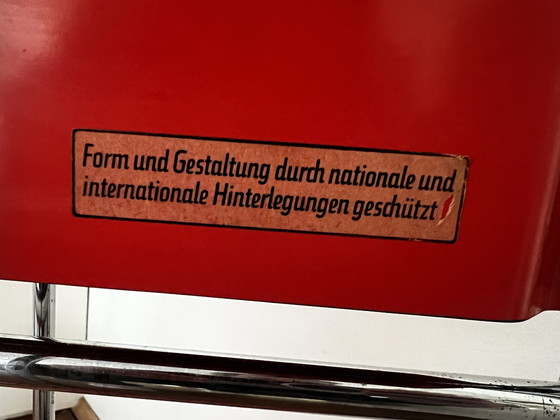 Form und Gestaltung durch nationale und
internationale Hinterlegungen geschützt